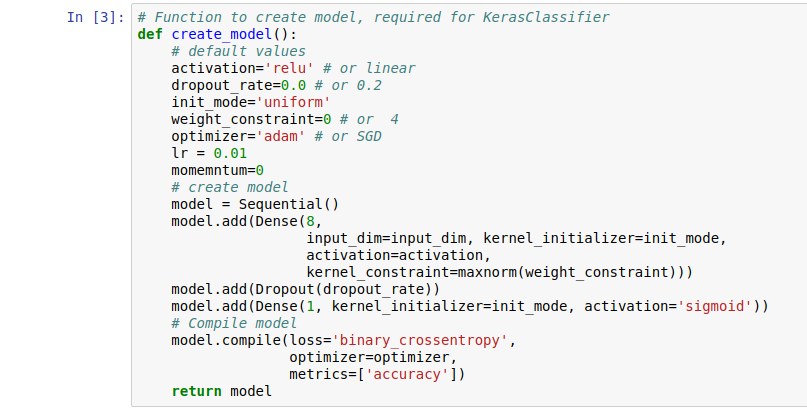 In [3]: # Function to create model, required for KerasClassifier
def create_model():
    # default values
    activation='relu' # or linear
    dropout_rate=0.0 # or 0.2
    init_mode='uniform'
    weight_constraint=0 # or  4
    optimizer='adam' # or SGD
    lr = 0.01
    momemntum=0
    # create model
    model = Sequential()
    model.add(Dense(8,
                    input_dim=input_dim, kernel_initializer=init_mode,
                    activation=activation,
                    kernel_constraint=maxnorm(weight_constraint)))
    model.add(Dropout(dropout_rate))
    model.add(Dense(1, kernel_initializer=init_mode, activation='sigmoid'))
    # Compile model
    model.compile(loss='binary_crossentropy',
                  optimizer=optimizer,
                  metrics=['accuracy'])
    return model